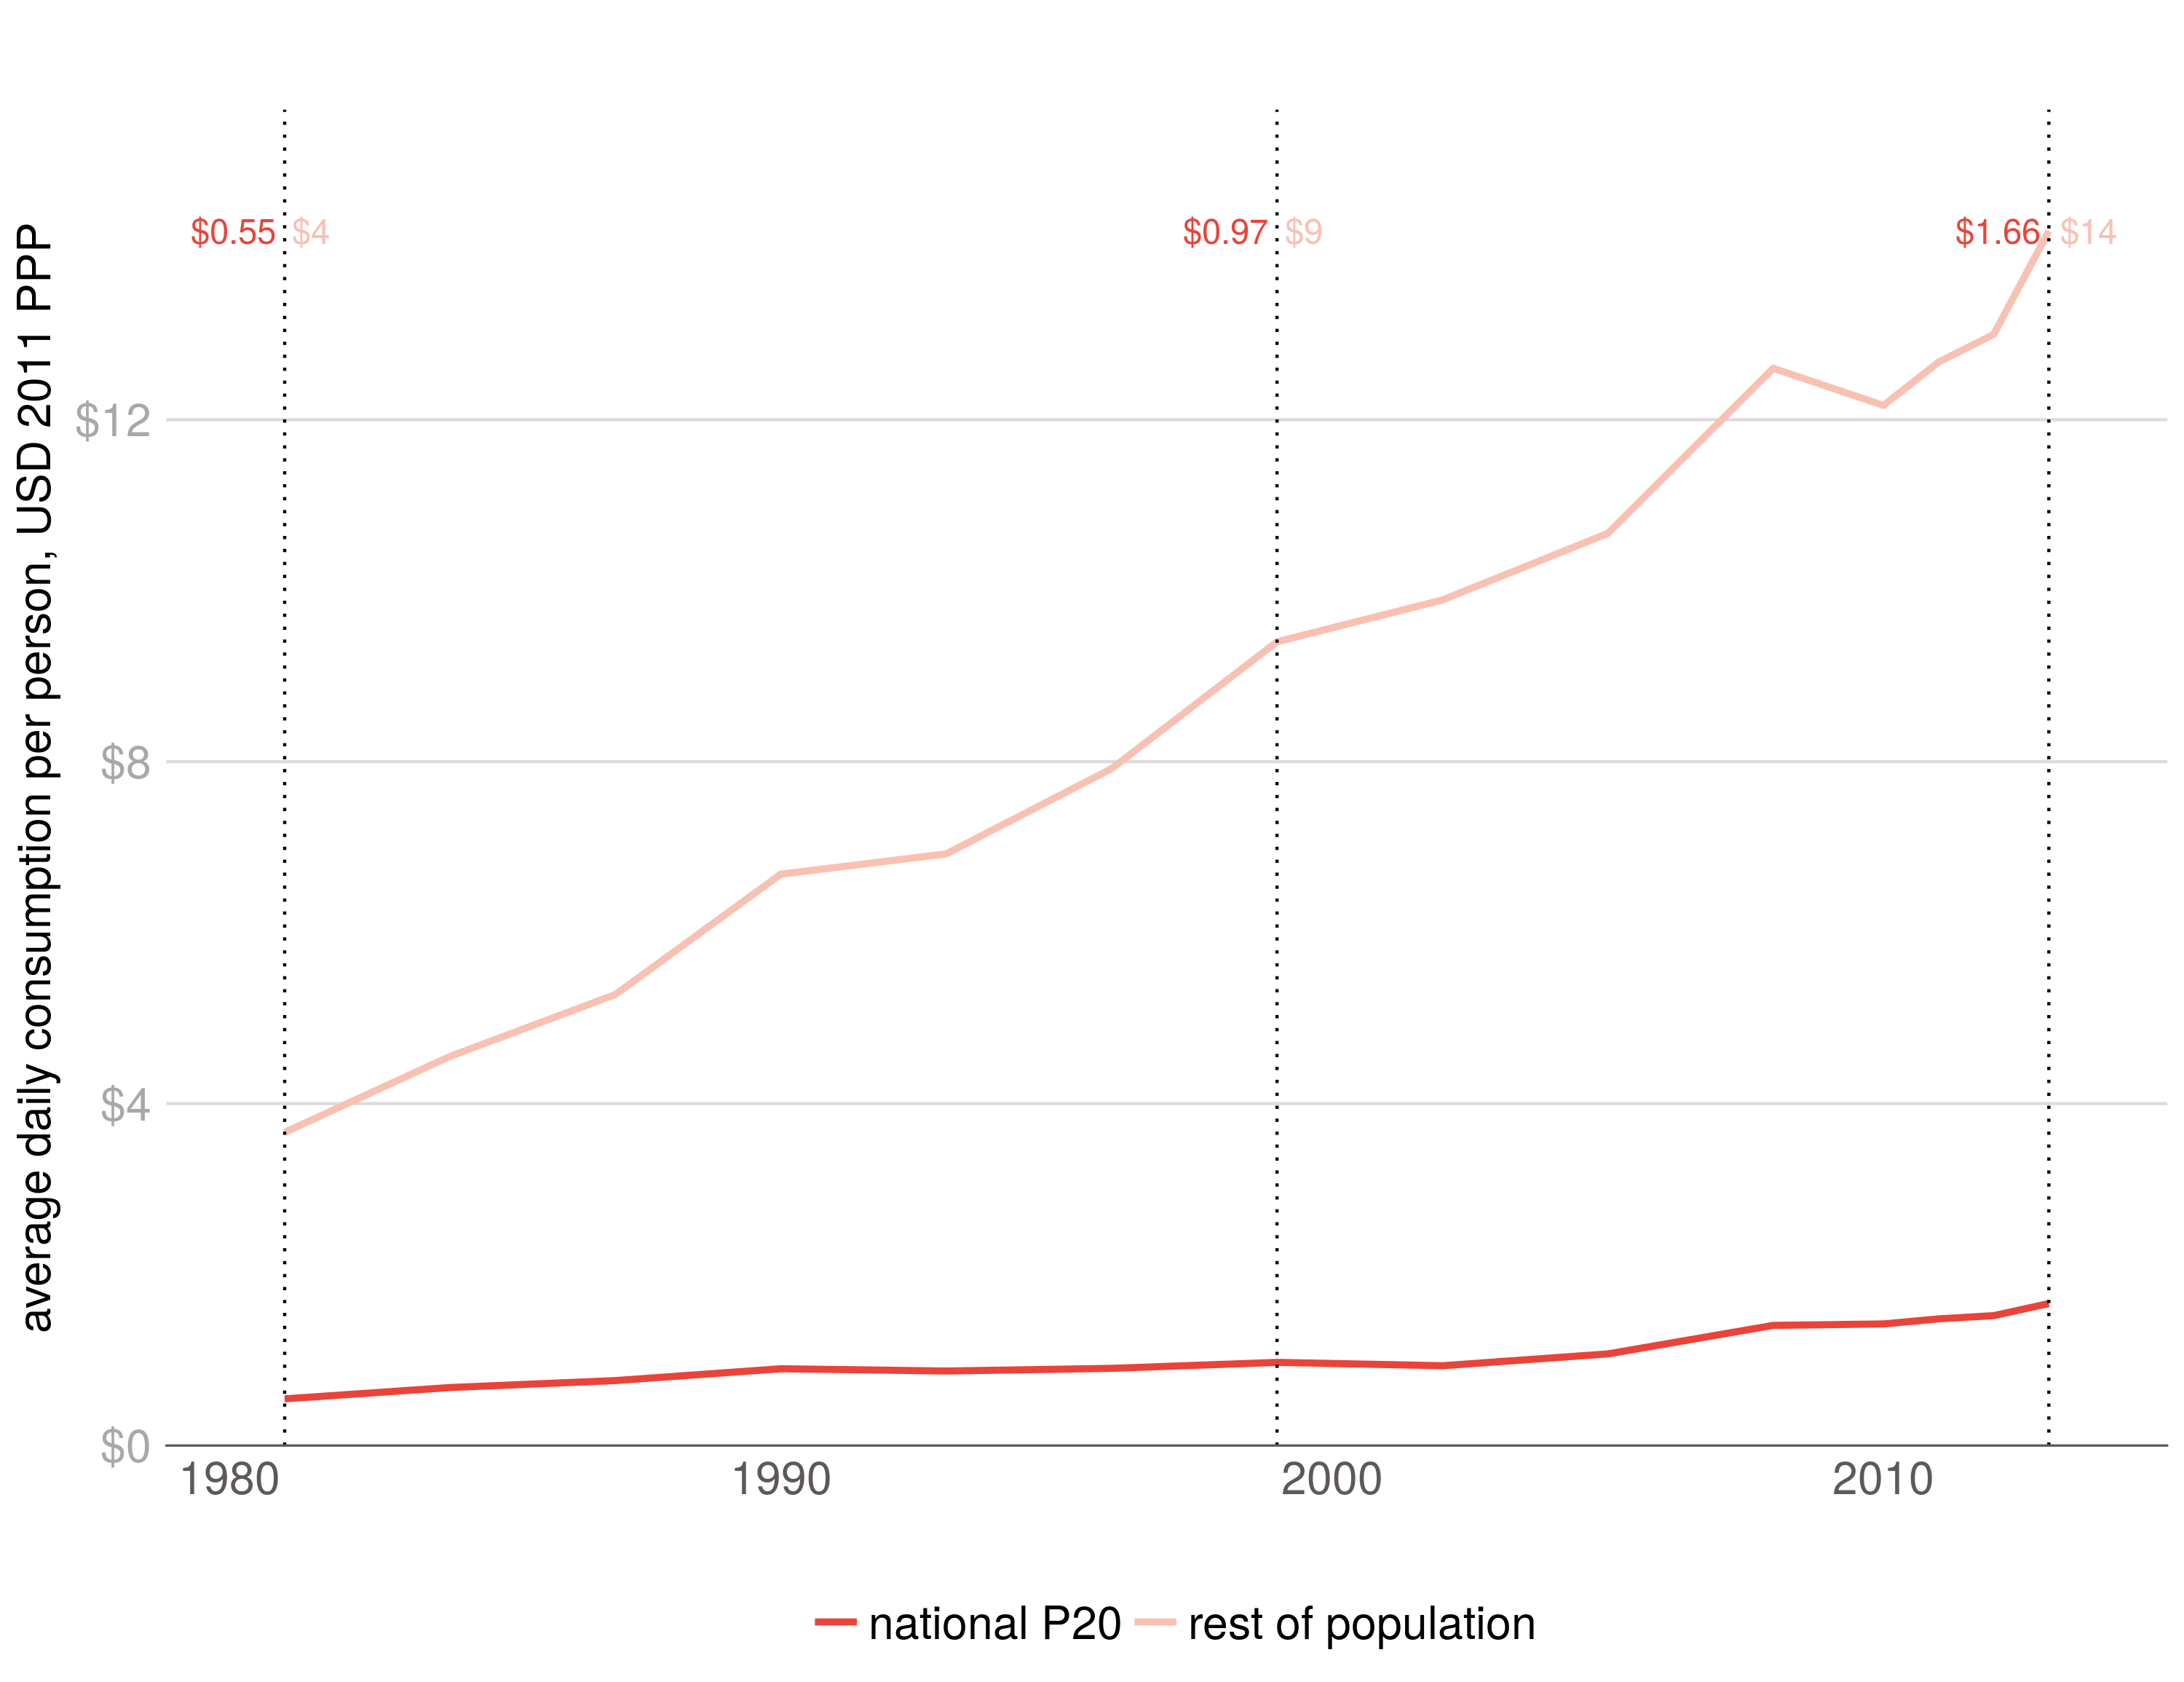 average daily consumption per person, USD 2011 PPP
$0.55 $4
$0.97 $9
$1.66 $14
$12
$8
$4
$0
1980 1990 2000 2010
national P20 rest of population